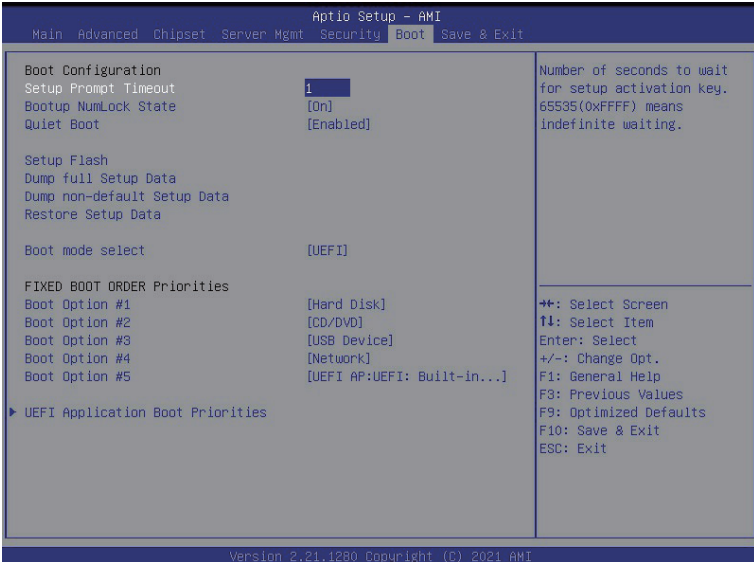 Aptio Setup – AMI
Main Advanced Chipset Server Mgmt Security Boot Save & Exit
Boot Configuration
Setup Prompt Timeout 1
Bootup NumLock State [On]
Quiet Boot [Enabled]
Setup Flash
Dump full Setup Data
Dump non-default Setup Data
Restore Setup Data
Boot mode select [UEFI]
FIXED BOOT ORDER Priorities
Boot Option #1 [Hard Disk]
Boot Option #2 [CD/DVD]
Boot Option #3 [USB Device]
Boot Option #4 [Network]
Boot Option #5 [UEFI AP:UEFI: Built-in...]
UEFI Application Boot Priorities
Number of seconds to wait
for setup activation key.
65535(0xFFFF) means
indefinite waiting.
→←: Select Screen
↑↓: Select Item
Enter: Select
+/-: Change Opt.
F1: General Help
F3: Previous Values
F9: Optimized Defaults
F10: Save & Exit
ESC: Exit
Version 2.21.1280 Copyright (C) 2021 AMI